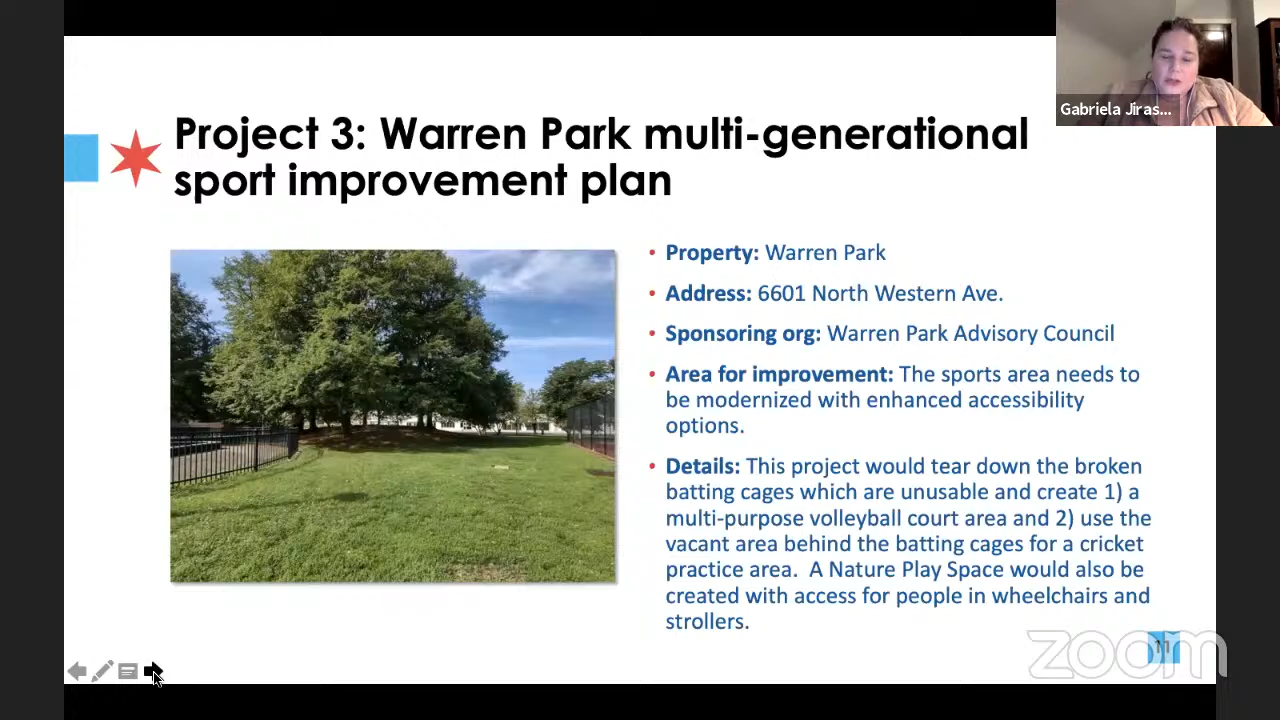 Gabriela Jiras...
Project 3: Warren Park multi-generational
sport improvement plan
• Property: Warren Park
• Address: 6601 North Western Ave.
• Sponsoring org: Warren Park Advisory Council
• Area for improvement: The sports area needs to
be modernized with enhanced accessibility
options.
• Details: This project would tear down the broken
batting cages which are unusable and create 1) a
multi-purpose volleyball court area and 2) use the
vacant area behind the batting cages for a cricket
practice area.  A Nature Play Space would also be
created with access for people in wheelchairs and
strollers.
11
zoom